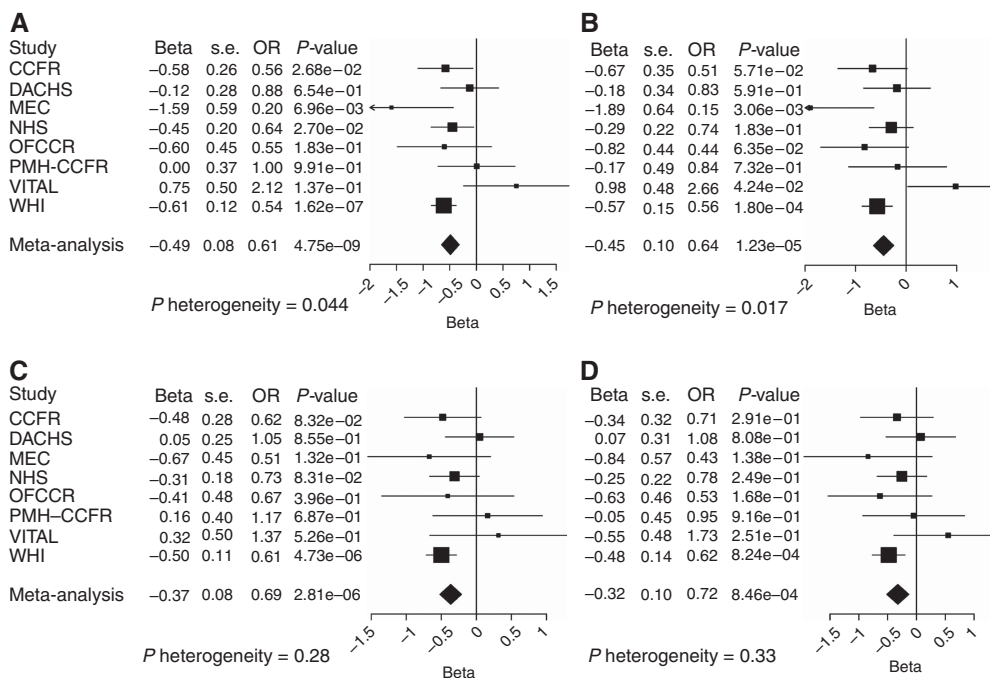 A
Study Beta s.e. OR P-value
CCFR −0.58 0.26 0.56 2.68e−02
DACHS −0.12 0.28 0.88 6.54e−01
MEC −1.59 0.59 0.20 6.96e−03
NHS −0.45 0.20 0.64 2.70e−02
OFCCR −0.60 0.45 0.55 1.83e−01
PMH-CCFR 0.00 0.37 1.00 9.91e−01
VITAL 0.75 0.50 2.12 1.37e−01
WHI −0.61 0.12 0.54 1.62e−07
Meta-analysis −0.49 0.08 0.61 4.75e−09
−2 −1.5 −1 −0.5 0 0.5 1 1.5
P heterogeneity = 0.044
Beta
B
Beta s.e. OR P-value
−0.67 0.35 0.51 5.71e−02
−0.18 0.34 0.83 5.91e−01
−1.89 0.64 0.15 3.06e−03
−0.29 0.22 0.74 1.83e−01
−0.82 0.44 0.44 6.35e−02
−0.17 0.49 0.84 7.32e−01
0.98 0.48 2.66 4.24e−02
−0.57 0.15 0.56 1.80e−04
−0.45 0.10 0.64 1.23e−05
−2 −1 0 1
P heterogeneity = 0.017
Beta
C
Study Beta s.e. OR P-value
CCFR −0.48 0.28 0.62 8.32e−02
DACHS 0.05 0.25 1.05 8.55e−01
MEC −0.67 0.45 0.51 1.32e−01
NHS −0.31 0.18 0.73 8.31e−02
OFCCR −0.41 0.48 0.67 3.96e−01
PMH−CCFR 0.16 0.40 1.17 6.87e−01
VITAL 0.32 0.50 1.37 5.26e−01
WHI −0.50 0.11 0.61 4.73e−06
Meta-analysis −0.37 0.08 0.69 2.81e−06
−1.5 −1 −0.5 0 0.5 1
P heterogeneity = 0.28
Beta
D
Beta s.e. OR P-value
−0.34 0.32 0.71 2.91e−01
0.07 0.31 1.08 8.08e−01
−0.84 0.57 0.43 1.38e−01
−0.25 0.22 0.78 2.49e−01
−0.63 0.46 0.53 1.68e−01
−0.05 0.45 0.95 9.16e−01
−0.55 0.48 1.73 2.51e−01
−0.48 0.14 0.62 8.24e−04
−0.32 0.10 0.72 8.46e−04
−1.5 −1 −0.5 0 0.5 1
P heterogeneity = 0.33
Beta